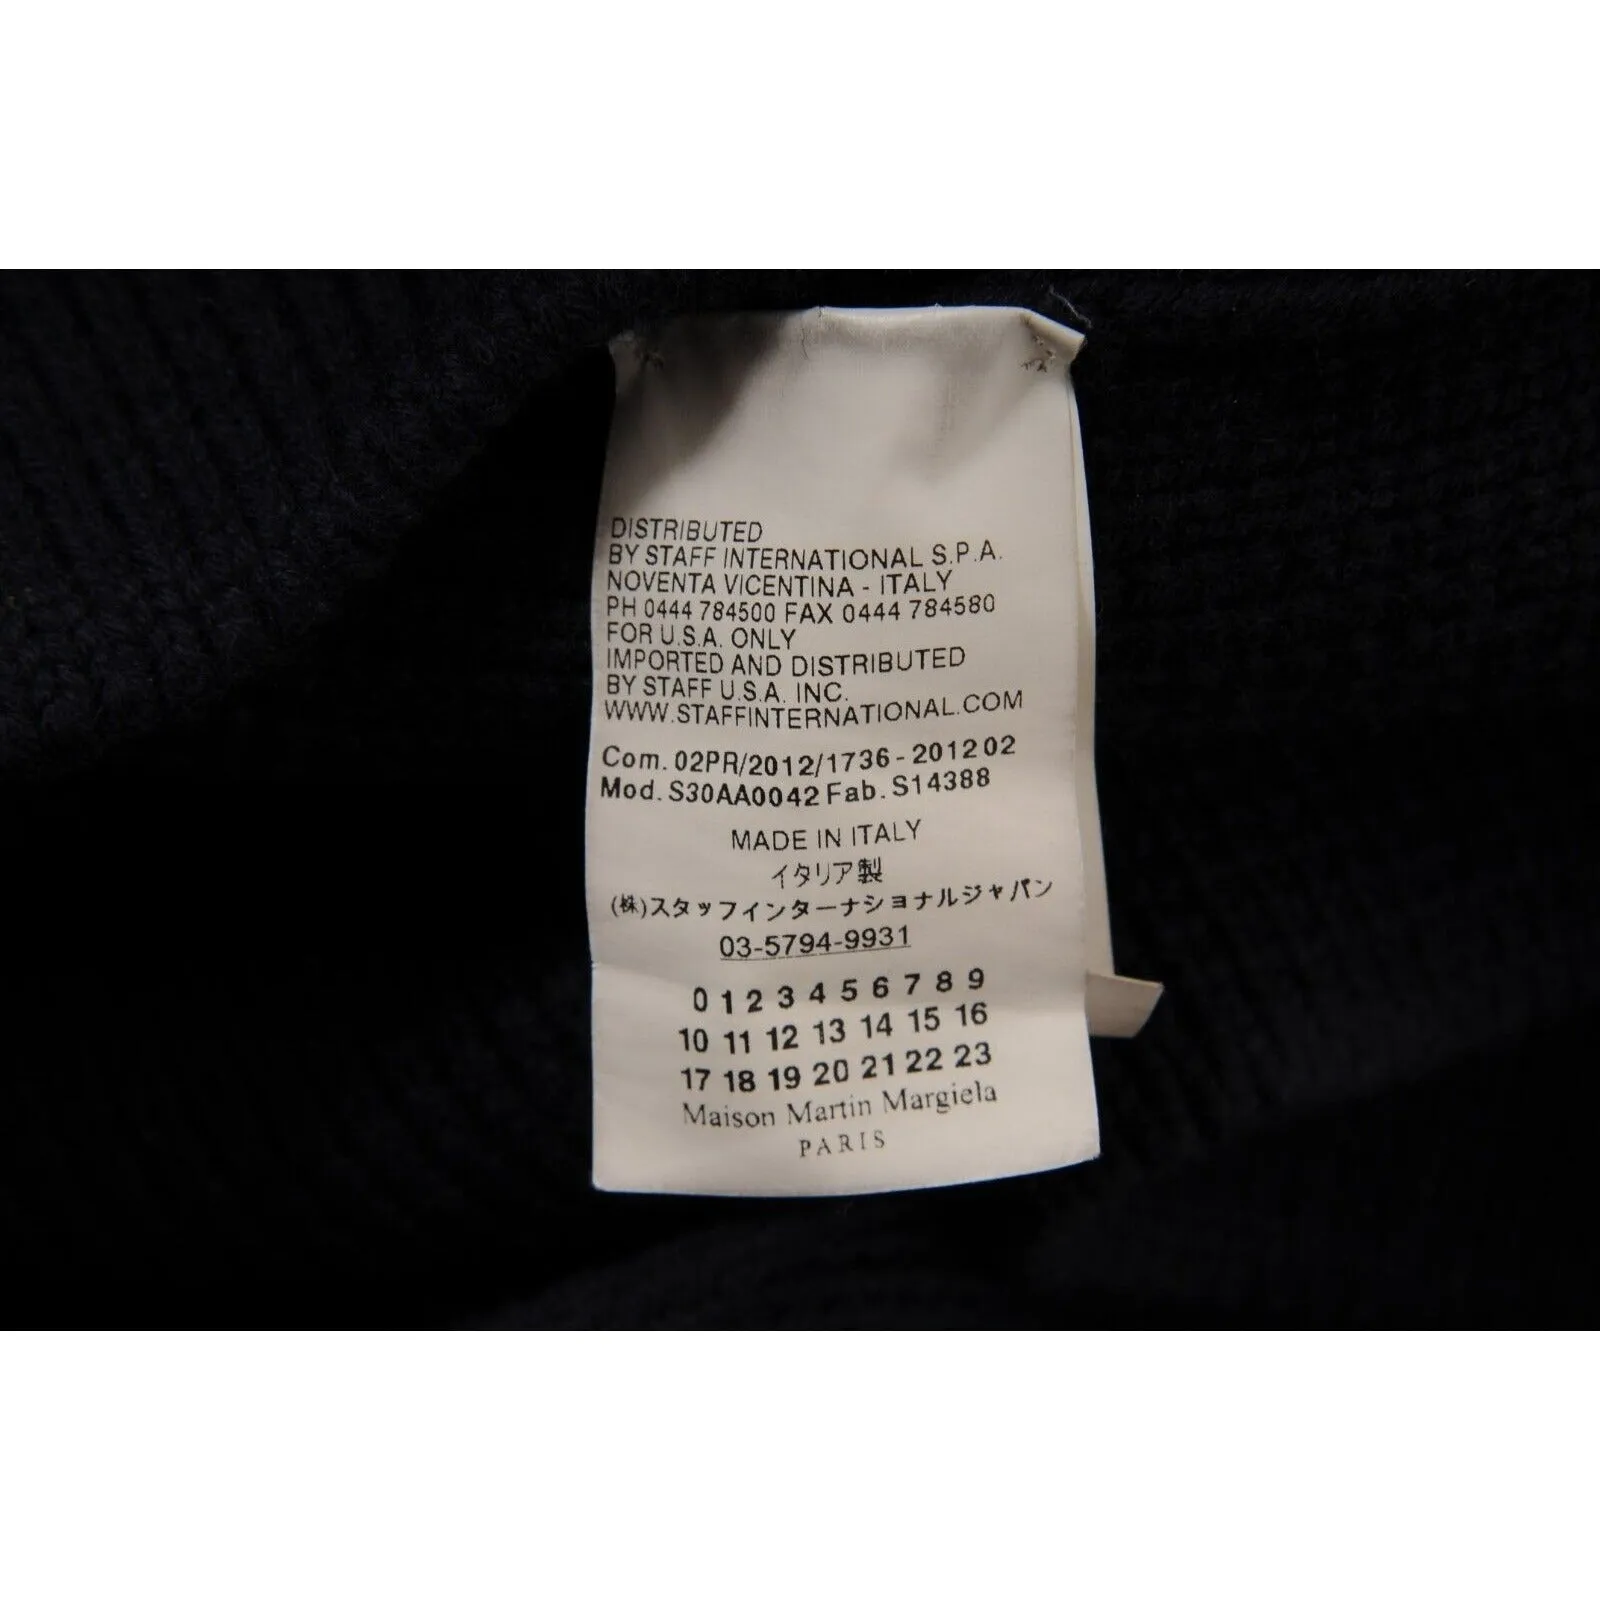 DISTRIBUTED
BY STAFF INTERNATIONAL S.P.A.
NOVENTA VICENTINA - ITALY
PH 0444 784500 FAX 0444 784580
FOR U.S.A. ONLY
IMPORTED AND DISTRIBUTED
BY STAFF U.S.A. INC.
WWW.STAFFINTERNATIONAL.COM
Com. 02PR/2012/1736 - 2012 02
Mod. S30AA0042 Fab. S14388
MADE IN ITALY
イタリア製
(株)スタッフインターナショナルジャパン
03-5794-9931
0 1 2 3 4 5 6 7 8 9
10 11 12 13 14 15 16
17 18 19 20 21 22 23
Maison Martin Margiela
PARIS